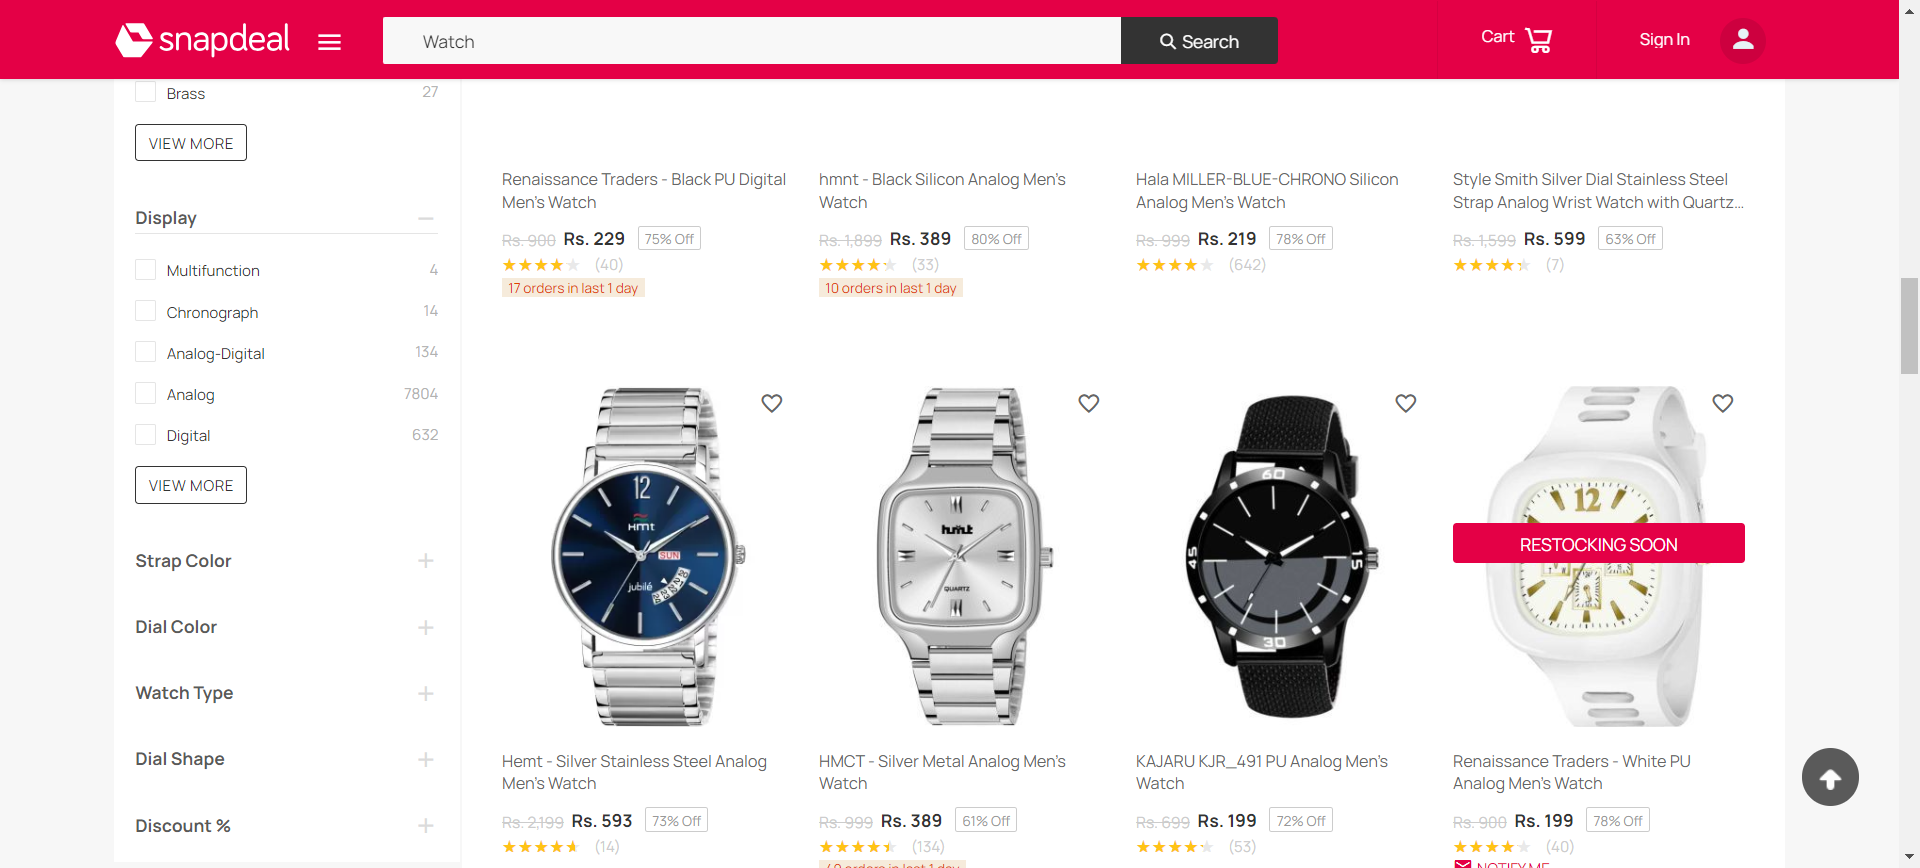 snapdeal
Watch
Search
Cart
Sign In
Brass 27
VIEW MORE
Display
Multifunction 4
Chronograph 14
Analog-Digital 134
Analog 7804
Digital 632
VIEW MORE
Strap Color
Dial Color
Watch Type
Dial Shape
Discount %
Renaissance Traders - Black PU Digital
Men's Watch
Rs. 900 Rs. 229 75% Off
(40)
17 orders in last 1 day
hmnt - Black Silicon Analog Men's
Watch
Rs. 1,899 Rs. 389 80% Off
(33)
10 orders in last 1 day
Hala MILLER-BLUE-CHRONO Silicon
Analog Men's Watch
Rs. 999 Rs. 219 78% Off
(642)
Style Smith Silver Dial Stainless Steel
Strap Analog Wrist Watch with Quartz...
Rs. 1,599 Rs. 599 63% Off
(7)
12
Hmt
SUN
jubilé
Hemt - Silver Stainless Steel Analog
Men's Watch
Rs. 2,199 Rs. 593 73% Off
(14)
QUARTZ
HMCT - Silver Metal Analog Men's
Watch
Rs. 999 Rs. 389 61% Off
(134)
60
45
15
30
KAJARU KJR_491 PU Analog Men's
Watch
Rs. 699 Rs. 199 72% Off
(53)
12
RESTOCKING SOON
Renaissance Traders - White PU
Analog Men's Watch
Rs. 900 Rs. 199 78% Off
(40)
NOTIFY ME